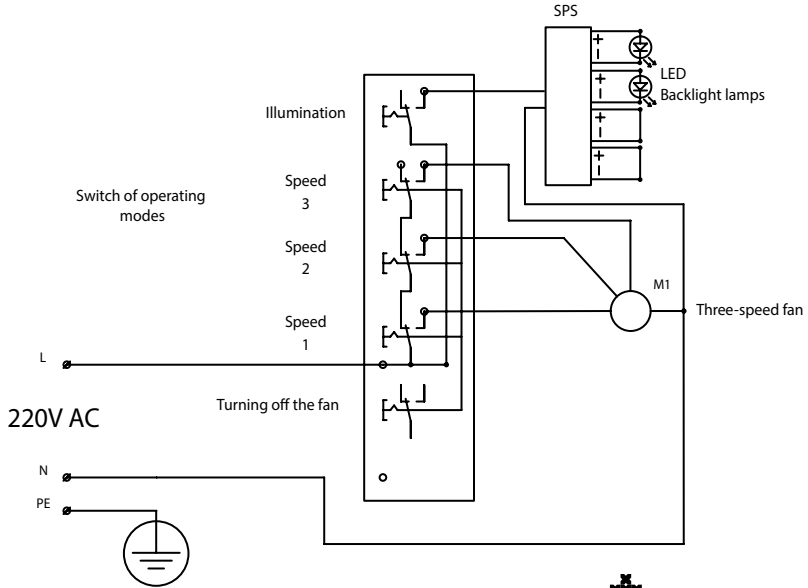 SPS
LED
Backlight lamps
+
–
+
–
+
–
+
–
Illumination
Switch of operating
modes
Speed
3
Speed
2
Speed
1
M1
Three-speed fan
L
Turning off the fan
220V AC
N
PE